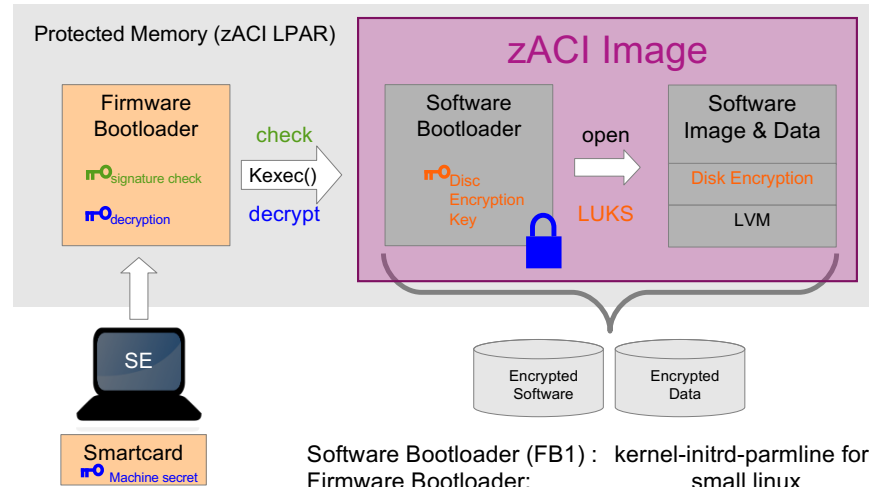 Protected Memory (zACI LPAR)
zACI Image
Firmware
Bootloader
signature check
decryption
check
Kexec()
decrypt
Software
Bootloader
Disc
Encryption
Key
open
LUKS
Software
Image & Data
Disk Encryption
LVM
SE
Smartcard
Machine secret
Encrypted
Software
Encrypted
Data
Software Bootloader (FB1) : kernel-initrd-parmline for
Firmware Bootloader: small linux